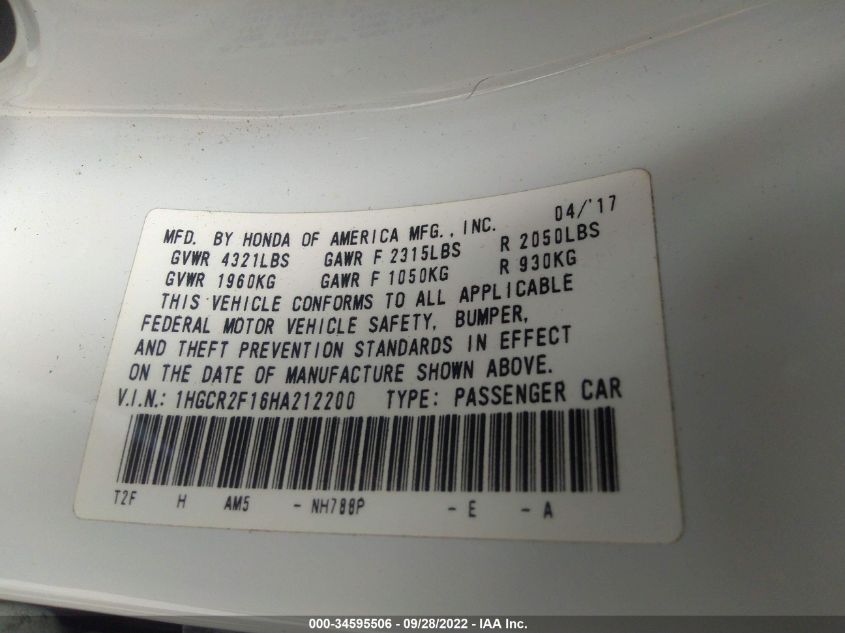 MFD. BY HONDA OF AMERICA MFG., INC. 04/'17
GVWR 4321LBS GAWR F 2315LBS R 2050LBS
GVWR 1960KG GAWR F 1050KG R 930KG
THIS VEHICLE CONFORMS TO ALL APPLICABLE
FEDERAL MOTOR VEHICLE SAFETY, BUMPER,
AND THEFT PREVENTION STANDARDS IN EFFECT
ON THE DATE OF MANUFACTURE SHOWN ABOVE.
V.I.N.: 1HGCR2F16HA212200 TYPE: PASSENGER CAR
T2F H AM5 - NH788P - E - A
000-34595506 - 09/28/2022 - IAA Inc.